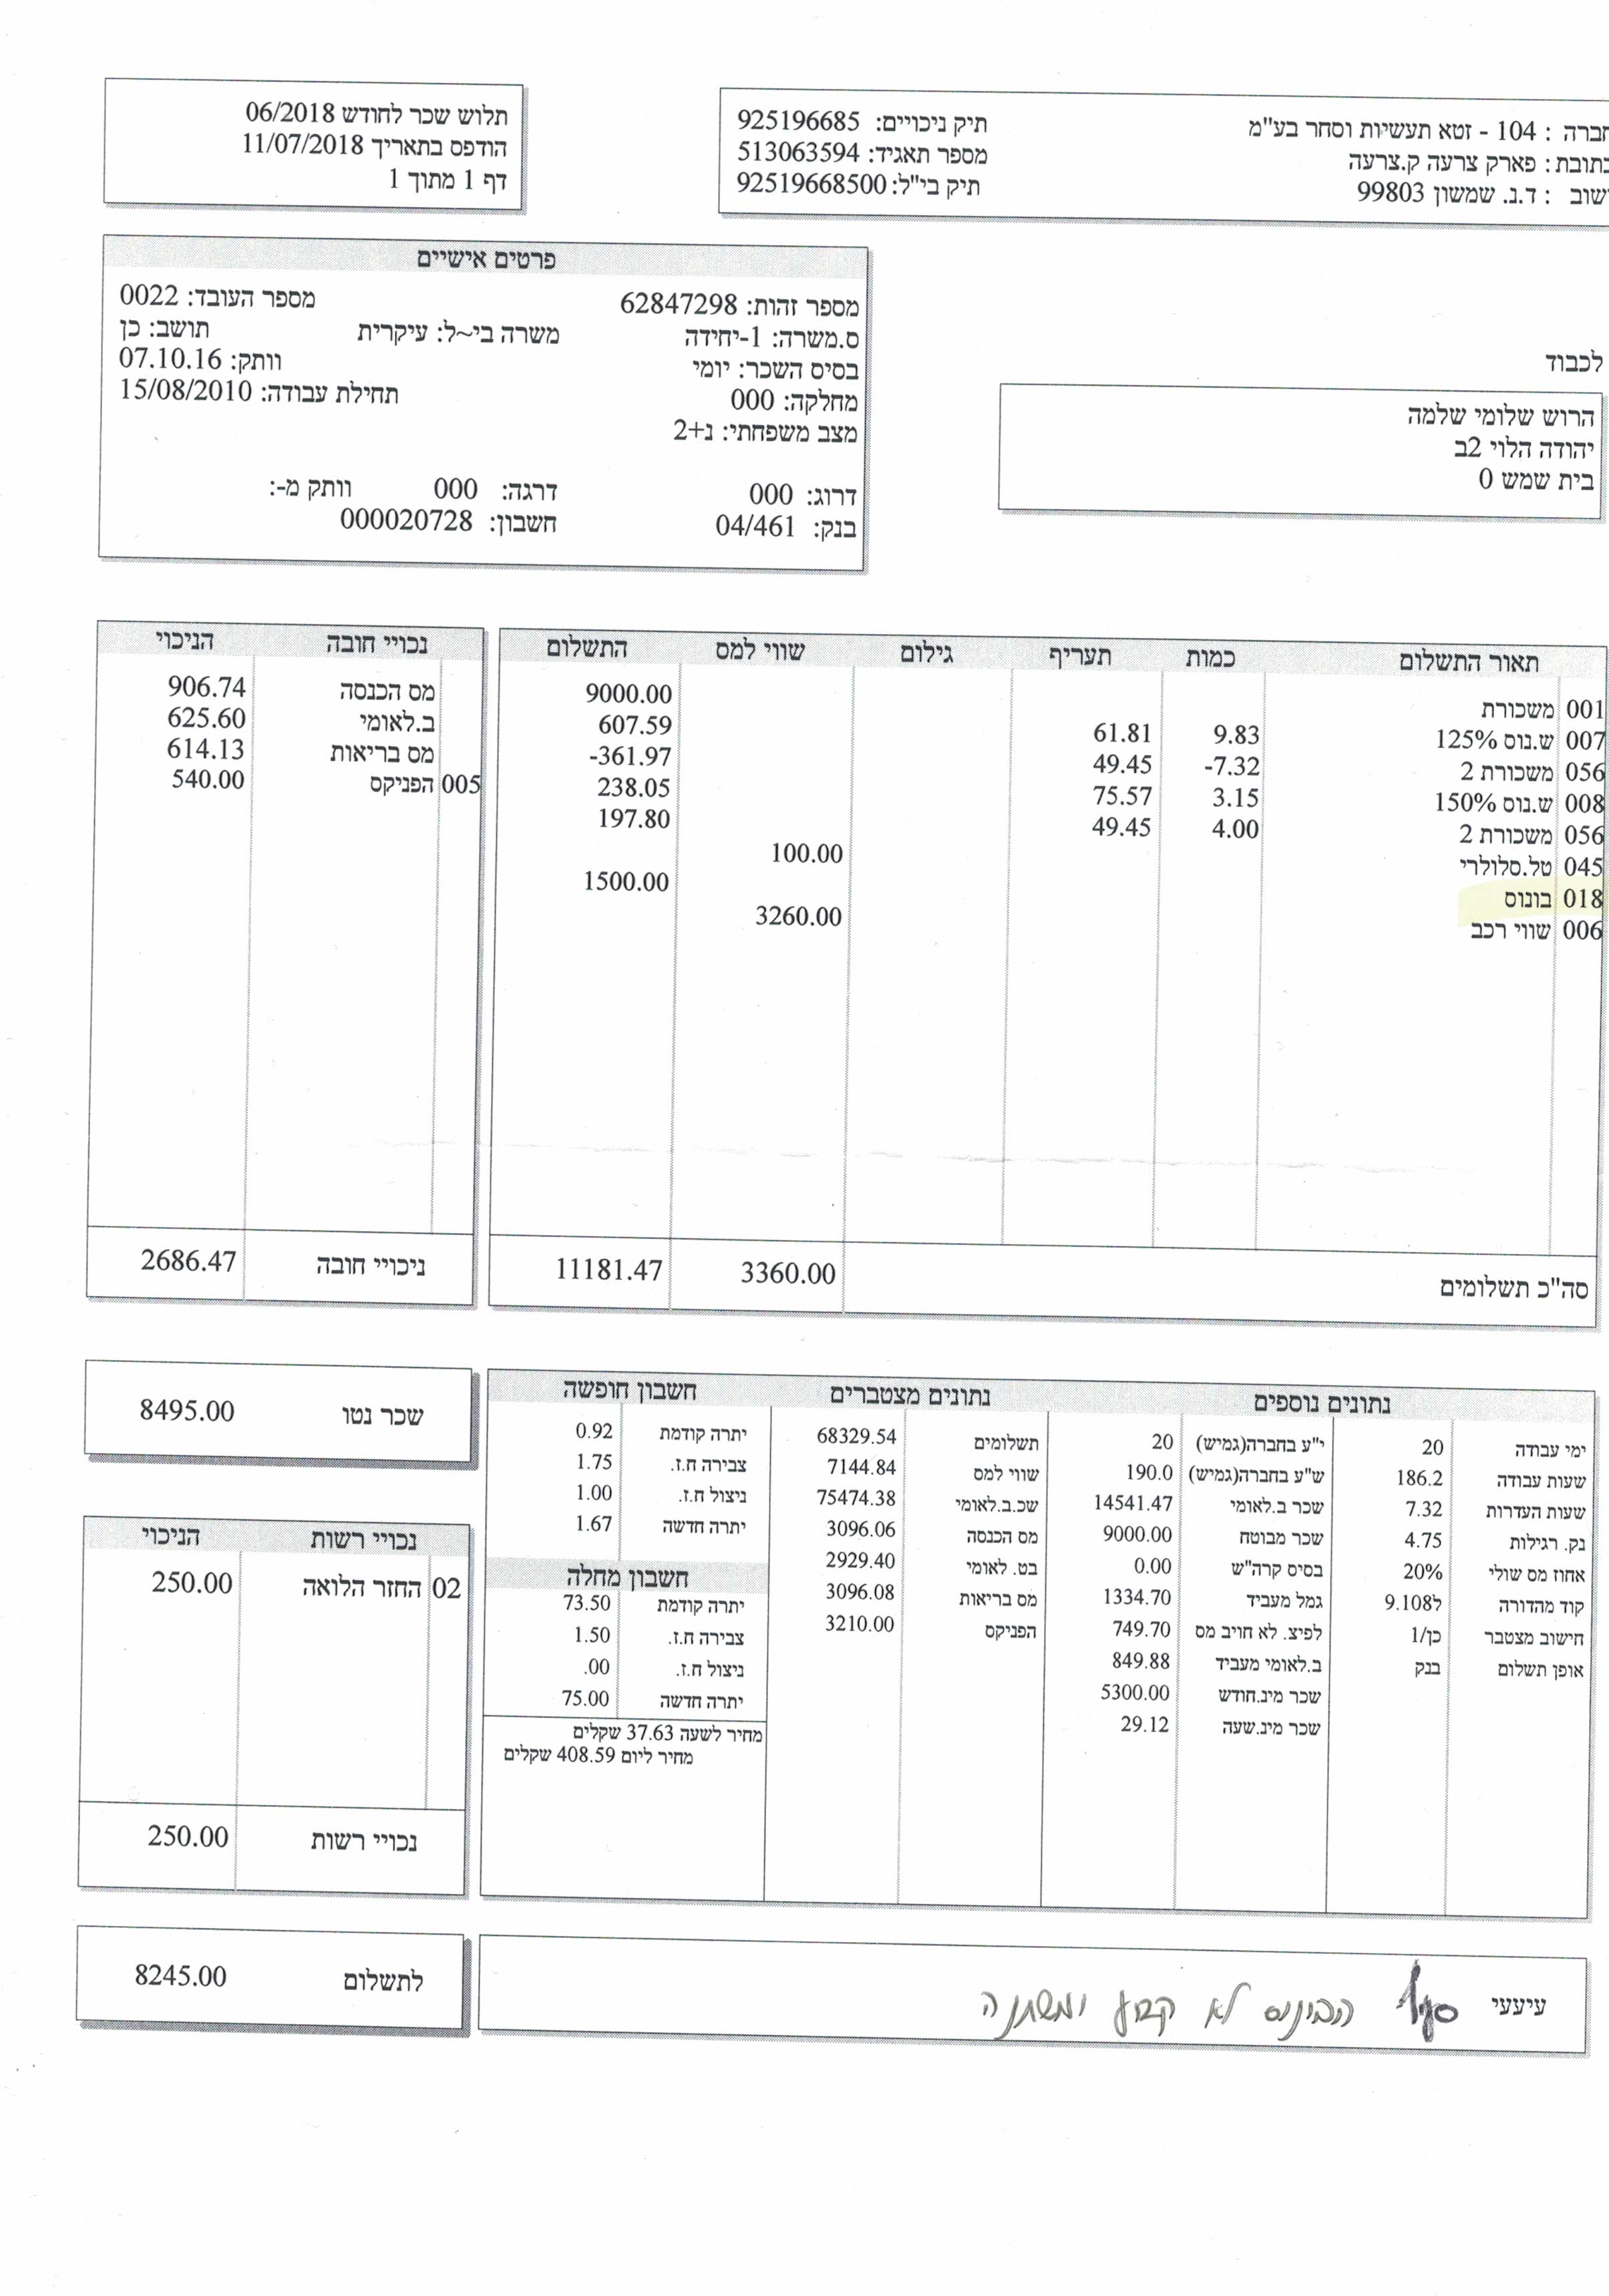 חברה : 104 - זטא תעשיות וסחר בע"מ
כתובת : פארק צרעה ק.צרעה
ישוב : ד.נ. שמשון 99803
תיק ניכויים: 925196685
מספר תאגיד: 513063594
תיק בי"ל: 92519668500
תלוש שכר לחודש 06/2018
הודפס בתאריך 11/07/2018
דף 1 מתוך 1
פרטים אישיים
מספר זהות: 62847298 מספר העובד: 0022
ס.משרה: 1-יחידה משרה בי~ל: עיקרית תושב: כן
בסיס השכר: יומי וותק: 07.10.16
מחלקה: 000 תחילת עבודה: 15/08/2010
מצב משפחתי: נ+2
דרוג: 000 דרגה: 000 וותק מ-:
בנק: 04/461 חשבון: 000020728
לכבוד
הרוש שלומי שלמה
יהודה הלוי 2ב
בית שמש 0
תאור התשלום כמות תעריף גילום שווי למס התשלום
001 משכורת 9000.00
007 ש.נוס 125% 9.83 61.81 607.59
056 משכורת 2 -7.32 49.45 -361.97
008 ש.נוס 150% 3.15 75.57 238.05
056 משכורת 2 4.00 49.45 197.80
045 טל.סלולרי 100.00
018 בונוס 1500.00
006 שווי רכב 3260.00
סה"כ תשלומים 3360.00 11181.47
נכויי חובה הניכוי
מס הכנסה 906.74
ב.לאומי 625.60
מס בריאות 614.13
005 הפניקס 540.00
ניכויי חובה 2686.47
שכר נטו 8495.00
נתונים נוספים
ימי עבודה 20
שעות עבודה 186.2
שעות העדרות 7.32
נק. רגילות 4.75
אחוז מס שולי 20%
קוד מהדורה ל9.108
חישוב מצטבר כן/1
אופן תשלום בנק
י"ע בחברה(גמיש) 20
ש"ע בחברה(גמיש) 190.0
שכר ב.לאומי 14541.47
שכר מבוטח 9000.00
בסיס קרה"ש 0.00
גמל מעביד 1334.70
לפיצ. לא חויב מס 749.70
ב.לאומי מעביד 849.88
שכר מינ.חודש 5300.00
שכר מינ.שעה 29.12
נתונים מצטברים
תשלומים 68329.54
שווי למס 7144.84
שכ.ב.לאומי 75474.38
מס הכנסה 3096.06
בט. לאומי 2929.40
מס בריאות 3096.08
הפניקס 3210.00
חשבון חופשה
יתרה קודמת 0.92
צבירה ח.ז. 1.75
ניצול ח.ז. 1.00
יתרה חדשה 1.67
חשבון מחלה
יתרה קודמת 73.50
צבירה ח.ז. 1.50
ניצול ח.ז. .00
יתרה חדשה 75.00
מחיר לשעה 37.63 שקלים
מחיר ליום 408.59 שקלים
נכויי רשות הניכוי
02 החזר הלואה 250.00
נכויי רשות 250.00
לתשלום 8245.00
עיעעי הבונוס לא קבוע ומשתנה